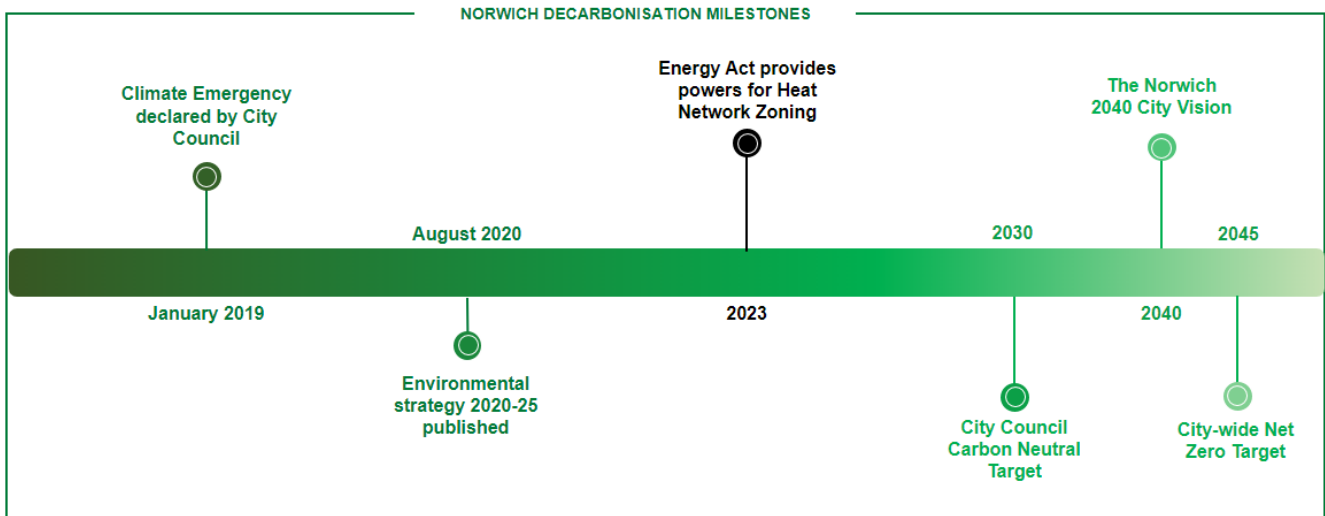 NORWICH DECARBONISATION MILESTONES
Climate Emergency
declared by City
Council
January 2019
August 2020
Environmental
strategy 2020-25
published
Energy Act provides
powers for Heat
Network Zoning
2023
2030
City Council
Carbon Neutral
Target
The Norwich
2040 City Vision
2040
2045
City-wide Net
Zero Target